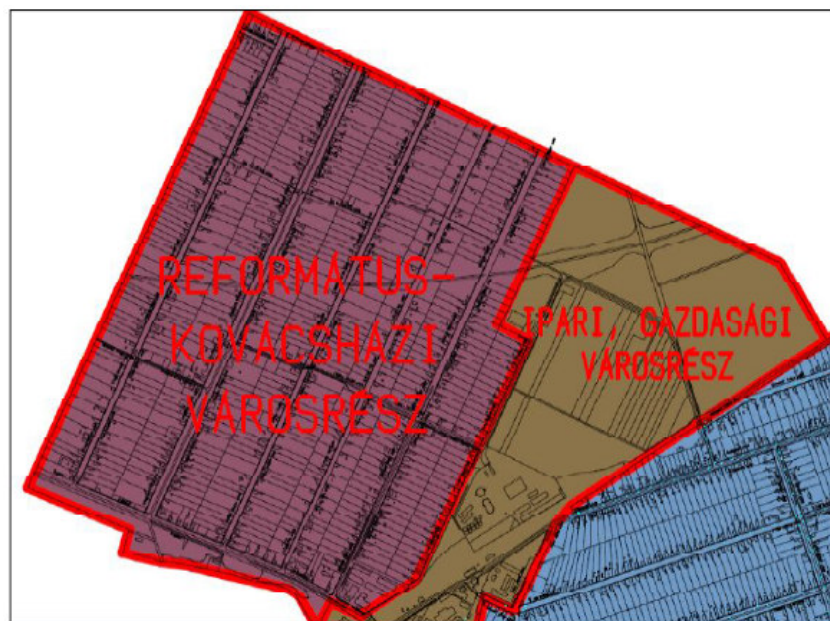 REFORMÁTUS-
KOVÁCSHÁZI
VÁROSRÉSZ
IPARI, GAZDASÁGI
VÁROSRÉSZ